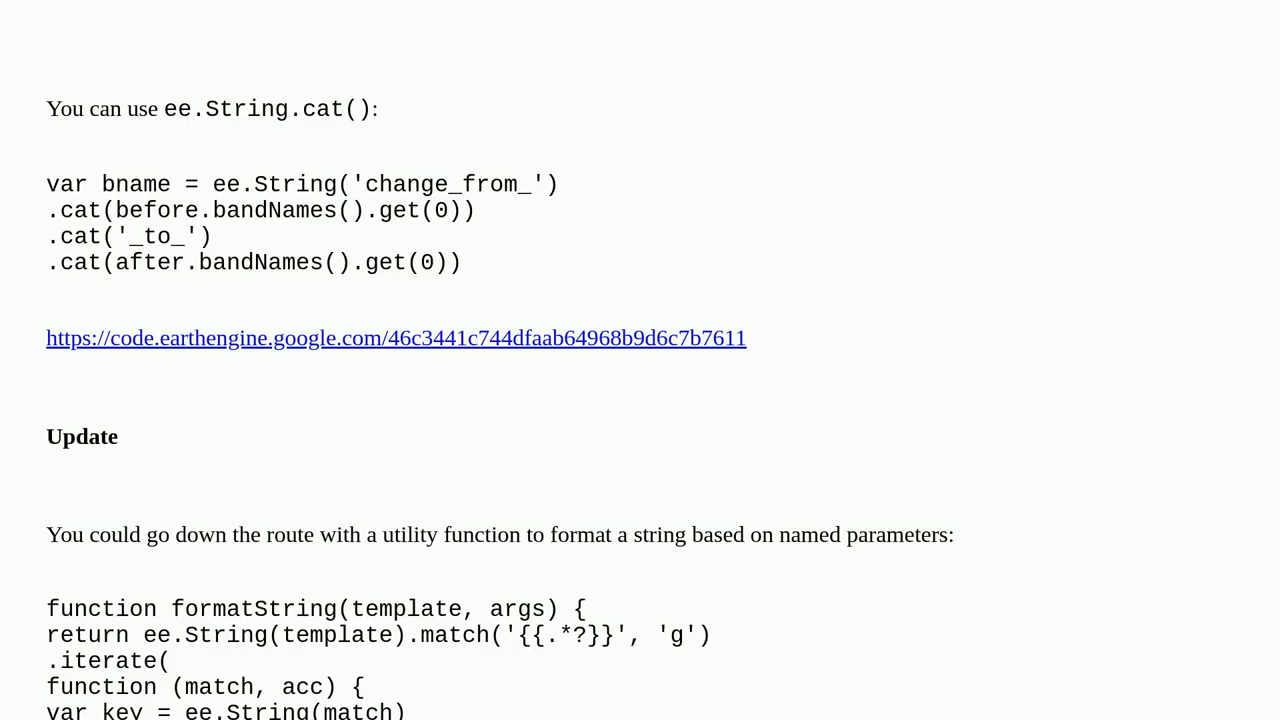 You can use ee.String.cat():
var bname = ee.String('change_from_')
.cat(before.bandNames().get(0))
.cat('_to_')
.cat(after.bandNames().get(0))
https://code.earthengine.google.com/46c3441c744dfaab64968b9d6c7b7611
Update
You could go down the route with a utility function to format a string based on named parameters:
function formatString(template, args) {
return ee.String(template).match('{{.*?}}', 'g')
.iterate(
function (match, acc) {
var key = ee.String(match)